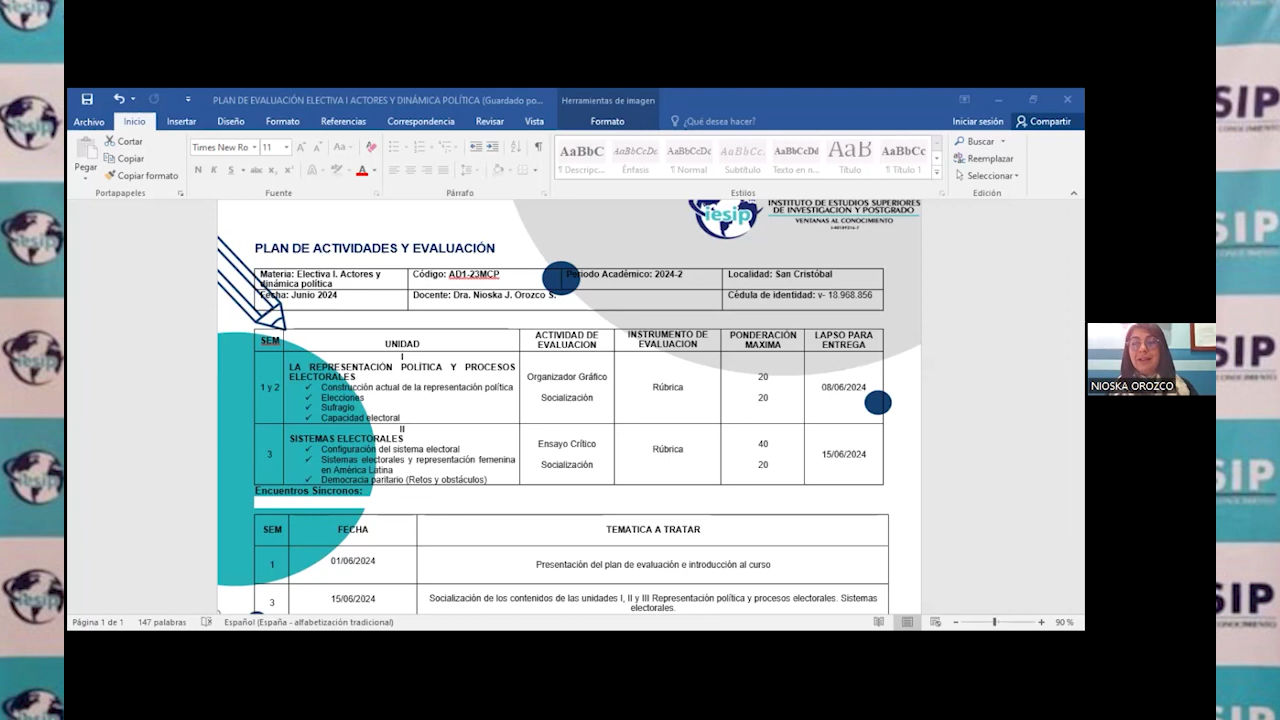 PLAN DE EVALUACIÓN ELECTIVA I ACTORES Y DINÁMICA POLÍTICA (Guardado po...
Herramientas de imagen
Archivo Inicio Insertar Diseño Formato Referencias Correspondencia Revisar Vista Formato ¿Qué desea hacer? Iniciar sesión Compartir
Pegar
Cortar
Copiar
Copiar formato
Portapapeles
Times New Ro 11
N K S abc x₂ x²
Aa
A
Fuente
Párrafo
AaBbC AaBbCcDc AaBbCcDc AaBbCc. AaBbCcDd AaB AaBbCc
¶ Descripc... Énfasis ¶ Normal Subtítulo Texto en n... Título ¶ Título 1
Estilos
Buscar
Reemplazar
Seleccionar
Edición
iesip
INSTITUTO DE ESTUDIOS SUPERIORES
DE INVESTIGACION Y POSTGRADO
VENTANAS AL CONOCIMIENTO
PLAN DE ACTIVIDADES Y EVALUACIÓN
Materia: Electiva I. Actores y dinámica política
Código: AD1-23MCP
Periodo Académico: 2024-2
Localidad: San Cristóbal
Fecha: Junio 2024
Docente: Dra. Nioska J. Orozco S.
Cédula de identidad: v- 18.968.856
SEM
UNIDAD
ACTIVIDAD DE EVALUACION
INSTRUMENTO DE EVALUACIÓN
PONDERACIÓN MAXIMA
LAPSO PARA ENTREGA
1 y 2
I
LA REPRESENTACIÓN POLÍTICA Y PROCESOS
ELECTORALES
✓ Construcción actual de la representación política
✓ Elecciones
✓ Sufragio
✓ Capacidad electoral
Organizador Gráfico
Socialización
Rúbrica
20
20
08/06/2024
3
II
SISTEMAS ELECTORALES
✓ Configuración del sistema electoral
✓ Sistemas electorales y representación femenina
en América Latina
✓ Democracia paritario (Retos y obstáculos)
Ensayo Crítico
Socialización
Rúbrica
40
20
15/06/2024
Encuentros Síncronos:
SEM FECHA TEMATICA A TRATAR
1 01/06/2024 Presentación del plan de evaluación e introducción al curso
3 15/06/2024 Socialización de los contenidos de las unidades I, II y III Representación política y procesos electorales. Sistemas
electorales.
Página 1 de 1 147 palabras Español (España - alfabetización tradicional) 90 %
NIOSKA OROZCO
iesip
SIP